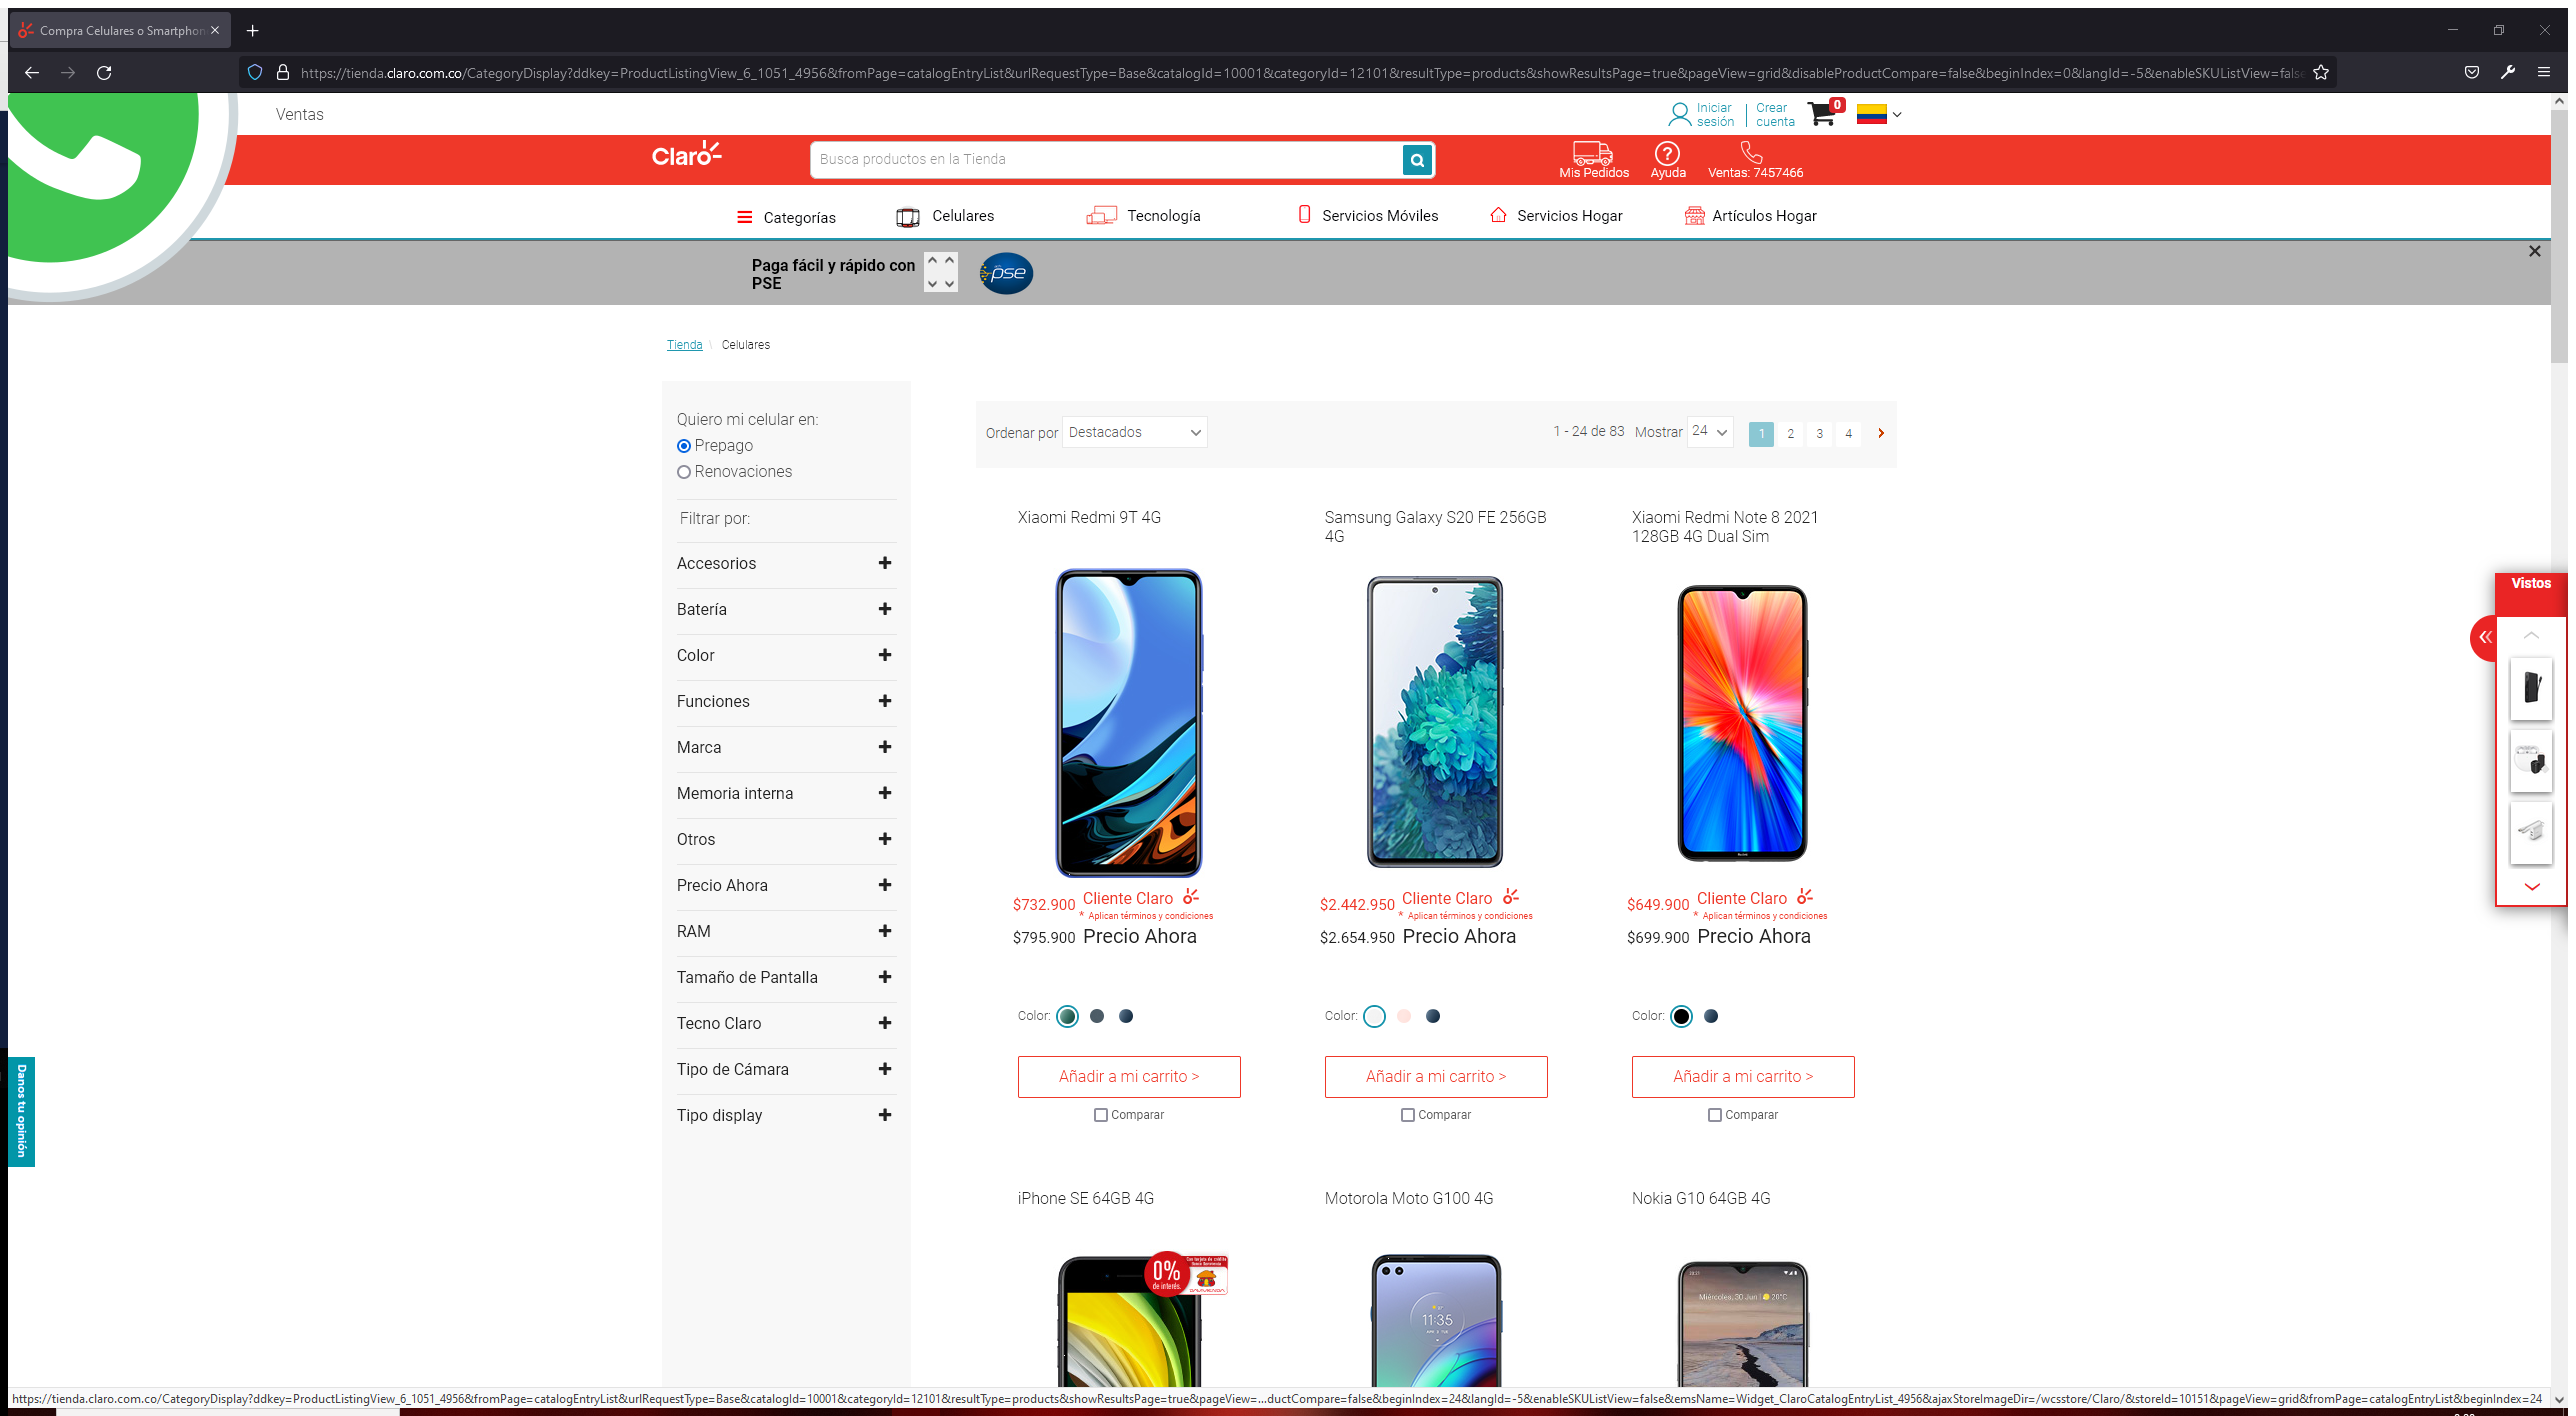 Compra Celulares o Smartphon
https://tienda.claro.com.co/CategoryDisplay?ddkey=ProductListingView_6_1051_4956&fromPage=catalogEntryList&urlRequestType=Base&catalogId=10001&categoryId=12101&resultType=products&showResultsPage=true&pageView=grid&disableProductCompare=false&beginIndex=0&langId=-5&enableSKUListView=false
Ventas
Iniciar sesión
Crear cuenta
0
Claro
Busca productos en la Tienda
Mis Pedidos
Ayuda
Ventas: 7457466
Categorías
Celulares
Tecnología
Servicios Móviles
Servicios Hogar
Artículos Hogar
Paga fácil y rápido con
PSE
pse
Tienda \ Celulares
Quiero mi celular en:
Prepago
Renovaciones
Filtrar por:
Accesorios
Batería
Color
Funciones
Marca
Memoria interna
Otros
Precio Ahora
RAM
Tamaño de Pantalla
Tecno Claro
Tipo de Cámara
Tipo display
Ordenar por Destacados
1 - 24 de 83 Mostrar 24 1 2 3 4
Xiaomi Redmi 9T 4G
$732.900 Cliente Claro
* Aplican términos y condiciones
$795.900 Precio Ahora
Color:
Añadir a mi carrito >
Comparar
Samsung Galaxy S20 FE 256GB
4G
$2.442.950 Cliente Claro
* Aplican términos y condiciones
$2.654.950 Precio Ahora
Color:
Añadir a mi carrito >
Comparar
Xiaomi Redmi Note 8 2021
128GB 4G Dual Sim
$649.900 Cliente Claro
* Aplican términos y condiciones
$699.900 Precio Ahora
Color:
Añadir a mi carrito >
Comparar
iPhone SE 64GB 4G
0%
de interés.
Motorola Moto G100 4G
11:35
Nokia G10 64GB 4G
Miércoles, 30 Jun | 20°C
Vistos
Danos tu opinión
https://tienda.claro.com.co/CategoryDisplay?ddkey=ProductListingView_6_1051_4956&fromPage=catalogEntryList&urlRequestType=Base&catalogId=10001&categoryId=12101&resultType=products&showResultsPage=true&pageView=...ductCompare=false&beginIndex=24&langId=-5&enableSKUListView=false&emsName=Widget_ClaroCatalogEntryList_4956&ajaxStoreImageDir=/wcsstore/Claro/&storeId=10151&pageView=grid&fromPage=catalogEntryList&beginIndex=24